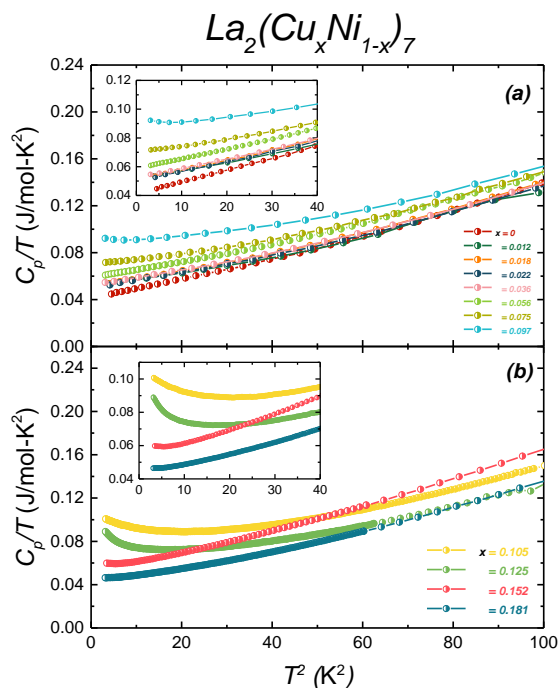 La₂(CuₓNi₁₋ₓ)₇
0.24
0.20
0.16
0.12
0.08
0.04
0.00
Cₚ/T (J/mol-K²)
(a)
0.12
0.10
0.08
0.06
0.04
0 10 20 30 40
x = 0
= 0.012
= 0.018
= 0.022
= 0.036
= 0.056
= 0.075
= 0.097
0.20
0.16
0.12
0.08
0.04
0.00
Cₚ/T (J/mol-K²)
(b)
0.10
0.08
0.06
0.04
0 10 20 30 40
x = 0.105
= 0.125
= 0.152
= 0.181
0 20 40 60 80 100
T² (K²)